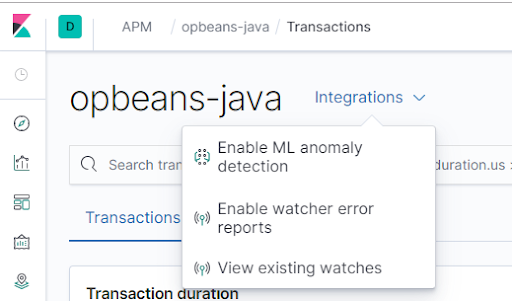 D
APM / opbeans-java / Transactions
opbeans-java
Integrations
Enable ML anomaly
detection
Search tran
duration.us >
Enable watcher error
reports
Transactions
View existing watches
Transaction duration